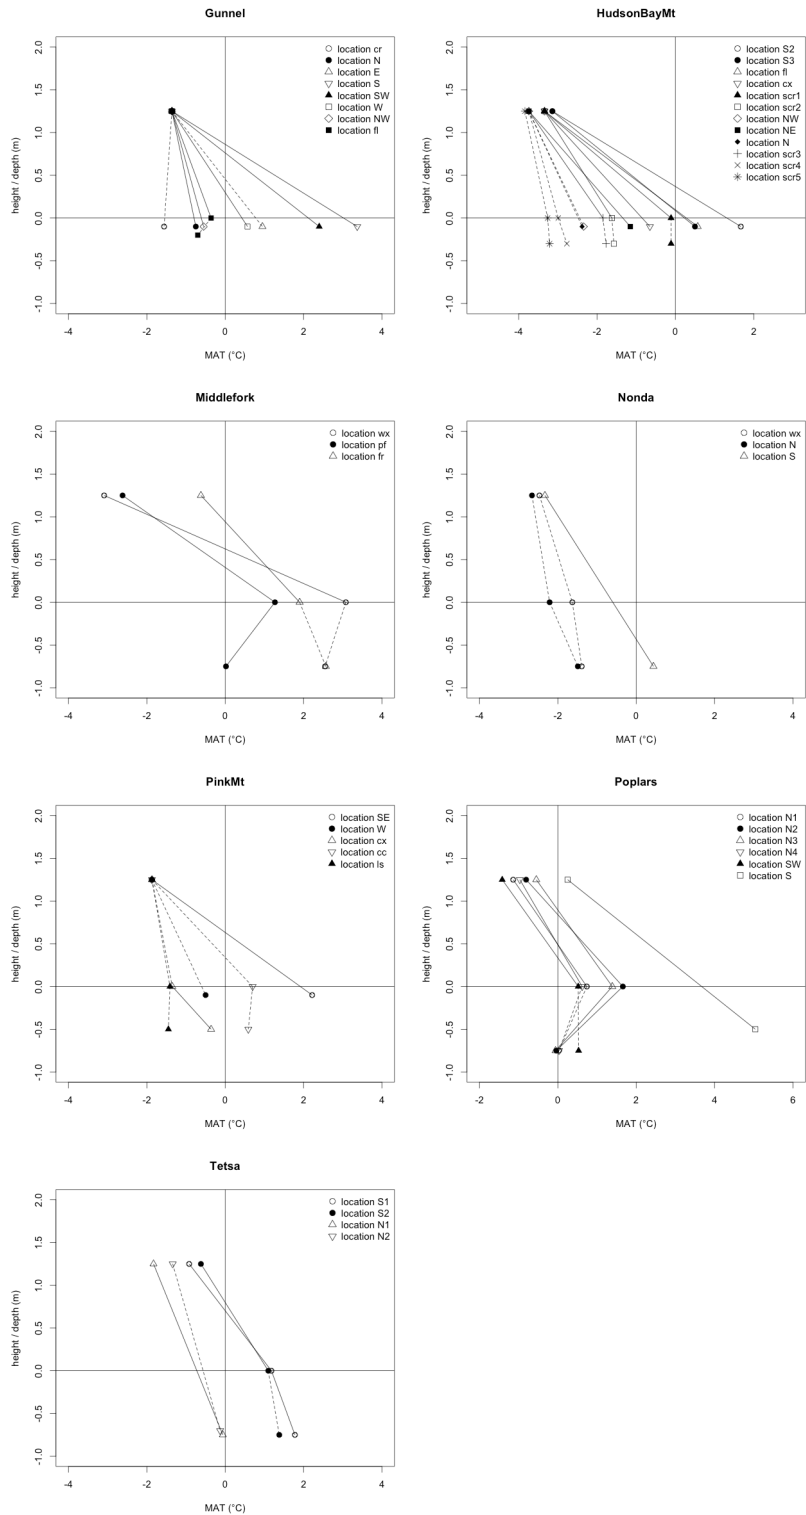 Gunnel
2.0
1.5
1.0
0.5
0.0
-0.5
-1.0
height / depth (m)
location cr
location N
location E
location S
location SW
location W
location NW
location fl
-4 -2 0 2 4
MAT (°C)
HudsonBayMt
2.0
1.5
1.0
0.5
0.0
-0.5
-1.0
height / depth (m)
location S2
location S3
location fl
location cx
location scr1
location scr2
location NW
location NE
location N
location scr3
location scr4
location scr5
-4 -2 0 2
MAT (°C)
Middlefork
2.0
1.5
1.0
0.5
0.0
-0.5
-1.0
height / depth (m)
location wx
location pf
location fr
-4 -2 0 2 4
MAT (°C)
Nonda
2.0
1.5
1.0
0.5
0.0
-0.5
-1.0
height / depth (m)
location wx
location N
location S
-4 -2 0 2 4
MAT (°C)
PinkMt
2.0
1.5
1.0
0.5
0.0
-0.5
-1.0
height / depth (m)
location SE
location W
location cx
location cc
location ls
-4 -2 0 2 4
MAT (°C)
Poplars
2.0
1.5
1.0
0.5
0.0
-0.5
-1.0
height / depth (m)
location N1
location N2
location N3
location N4
location SW
location S
-2 0 2 4 6
MAT (°C)
Tetsa
2.0
1.5
1.0
0.5
0.0
-0.5
-1.0
height / depth (m)
location S1
location S2
location N1
location N2
-4 -2 0 2 4
MAT (°C)